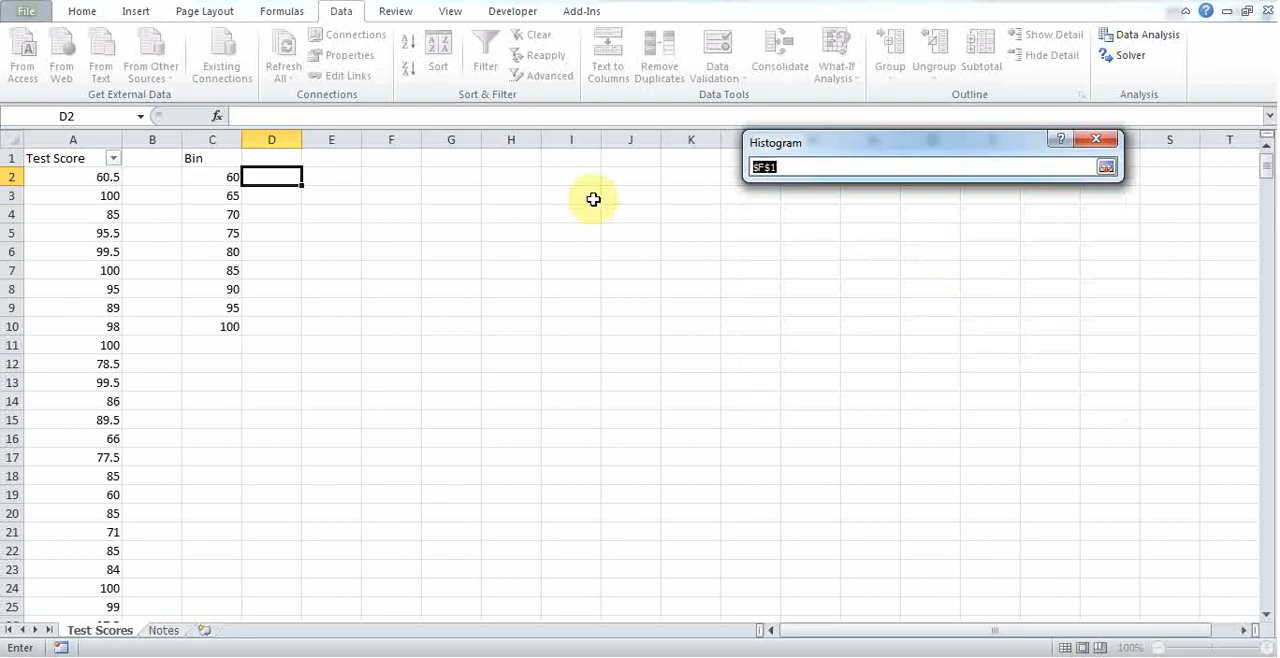 File Home Insert Page Layout Formulas Data Review View Developer Add-Ins
From Access From Web From Text From Other Sources Existing Connections Refresh All Connections Properties Edit Links Sort Filter Clear Reapply Advanced Text to Columns Remove Duplicates Data Validation Consolidate What-If Analysis Group Ungroup Subtotal Show Detail Hide Detail Data Analysis Solver
Get External Data Connections Sort & Filter Data Tools Outline Analysis
D2 fx
A B C D E F G H I J K S T
Histogram
$F$1
1 Test Score Bin
2 60.5 60
3 100 65
4 85 70
5 95.5 75
6 99.5 80
7 100 85
8 95 90
9 89 95
10 98 100
11 100
12 78.5
13 99.5
14 86
15 89.5
16 66
17 77.5
18 85
19 60
20 85
21 71
22 85
23 84
24 100
25 99
Test Scores Notes
Enter 100%